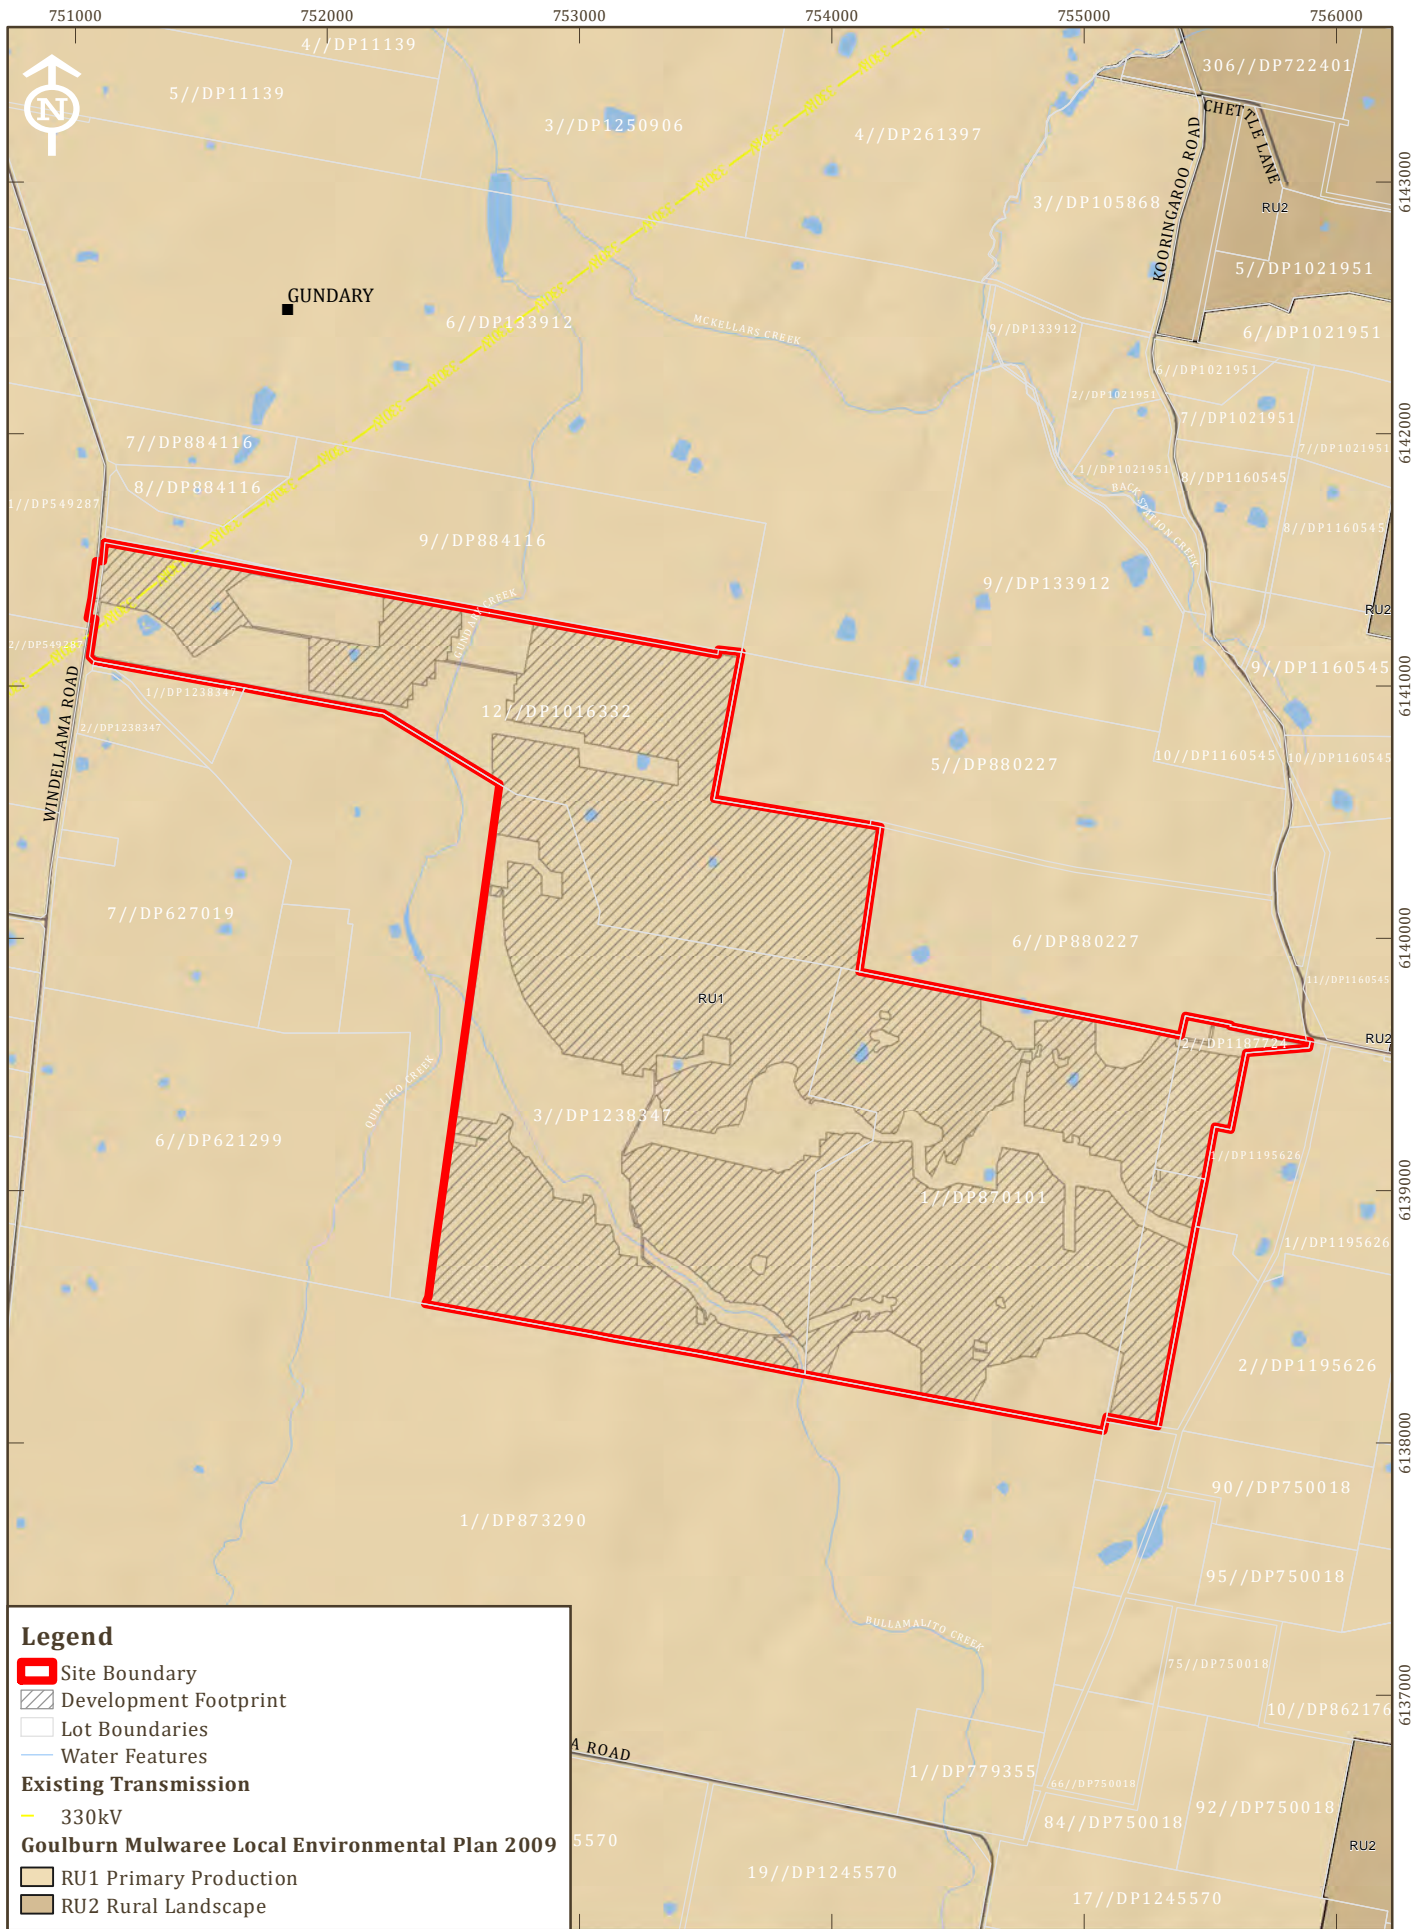 751000 752000 753000 754000 755000 756000
4//DP11139
306//DP722401
5//DP11139
N
CHETTLE LANE
3//DP1250906
4//DP261397
KOORINGAROO ROAD
6143000
3//DP105868
RU2
5//DP1021951
GUNDARY
6//DP133912
MCKELLARS CREEK
9//DP133912
6//DP1021951
6//DP1021951
2//DP1021951
7//DP1021951
6142000
7//DP884116
7//DP1021951
1//DP1021951
8//DP1160545
8//DP884116
BACK STATION CREEK
1//DP549287
8//DP1160545
9//DP884116
9//DP133912
GUNDARY CREEK
RU2
2//DP549287
9//DP1160545
6141000
1//DP1238347
12//DP1016332
2//DP1238347
WINDELLAMA ROAD
10//DP1160545
10//DP1160545
5//DP880227
7//DP627019
6140000
6//DP880227
11//DP1160545
RU1
RU2
2//DP1187724
QUIALIGO CREEK
3//DP1238347
6//DP621299
1//DP1195626
6139000
1//DP870101
1//DP1195626
2//DP1195626
6138000
90//DP750018
1//DP873290
95//DP750018
BULLAMALITO CREEK
75//DP750018
6137000
10//DP862176
A ROAD
1//DP779355
66//DP750018
92//DP750018
84//DP750018
5570
RU2
19//DP1245570
17//DP1245570
Legend
Site Boundary
Development Footprint
Lot Boundaries
Water Features
Existing Transmission
330kV
Goulburn Mulwaree Local Environmental Plan 2009
RU1 Primary Production
RU2 Rural Landscape